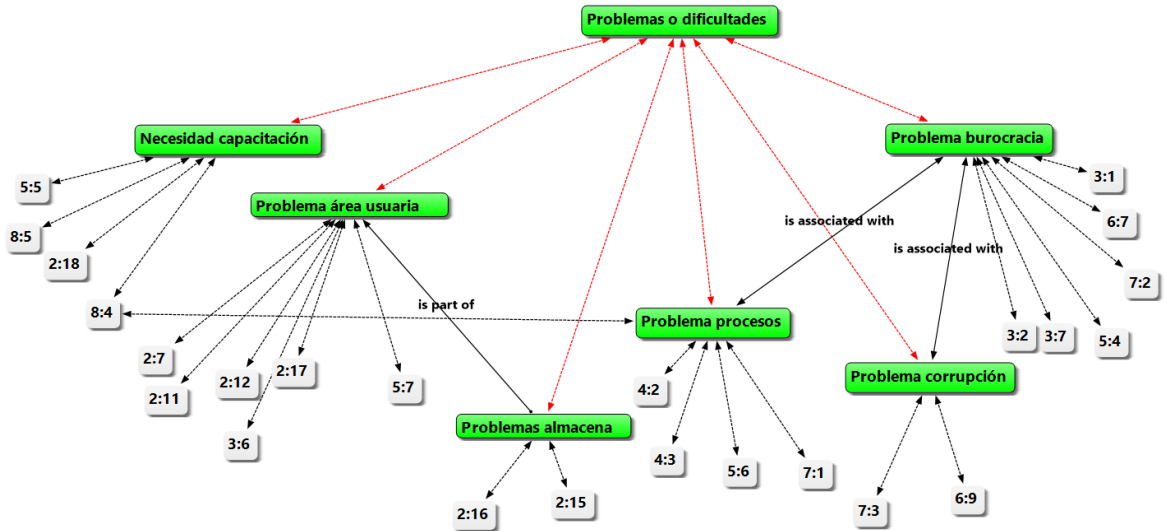 Problemas o dificultades
Necesidad capacitación
Problema burocracia
5:5
3:1
Problema área usuaria
6:7
is associated with
8:5
is associated with
2:18
7:2
8:4
is part of
Problema procesos
3:2
3:7
5:4
2:7
2:12
2:17
5:7
4:2
Problema corrupción
2:11
Problemas almacena
3:6
4:3
5:6
7:1
2:16
2:15
7:3
6:9